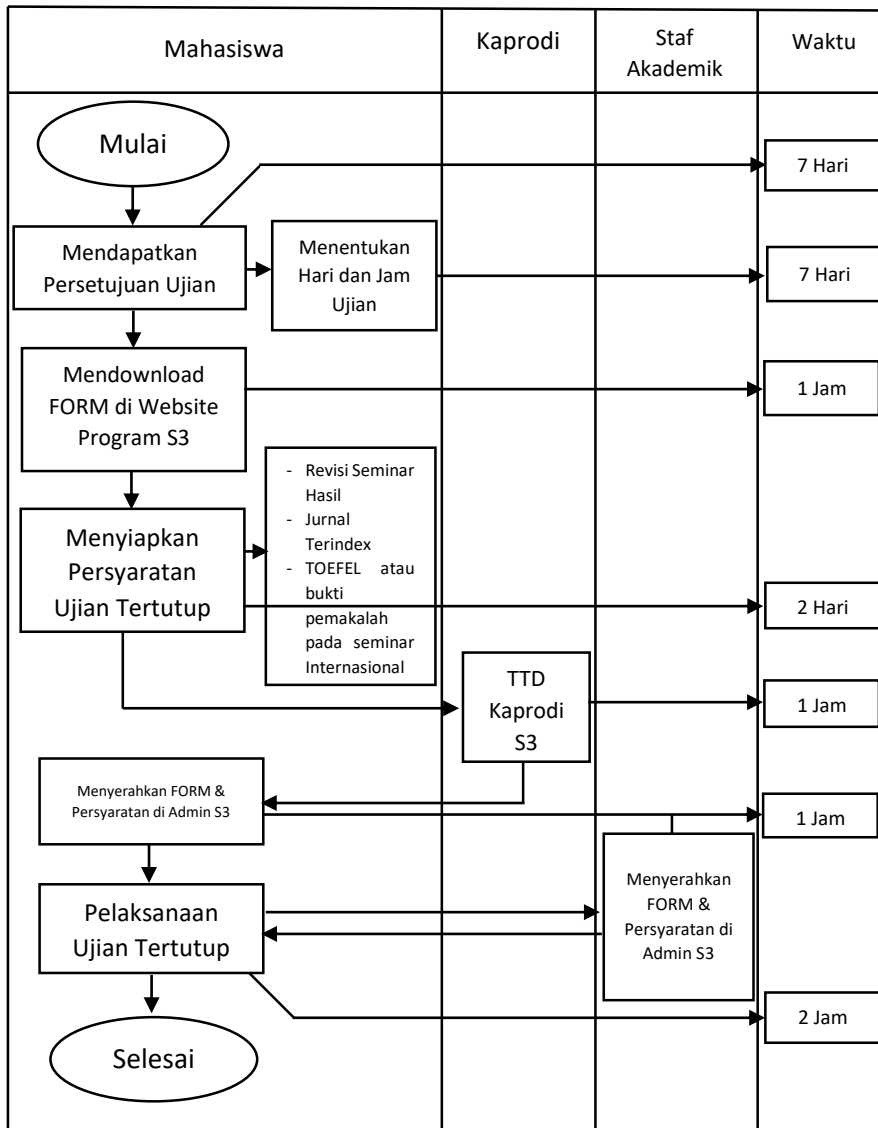 Mahasiswa
Kaprodi
Staf
Akademik
Waktu
Mulai
7 Hari
Mendapatkan
Persetujuan Ujian
Menentukan
Hari dan Jam
Ujian
7 Hari
Mendownload
FORM di Website
Program S3
1 Jam
- Revisi Seminar
Hasil
- Jurnal
Terindex
- TOEFEL atau
bukti
pemakalah
pada seminar
Internasional
Menyiapkan
Persyaratan
Ujian Tertutup
2 Hari
TTD
Kaprodi
S3
1 Jam
Menyerahkan FORM &
Persyaratan di Admin S3
1 Jam
Menyerahkan
FORM &
Persyaratan di
Admin S3
Pelaksanaan
Ujian Tertutup
2 Jam
Selesai